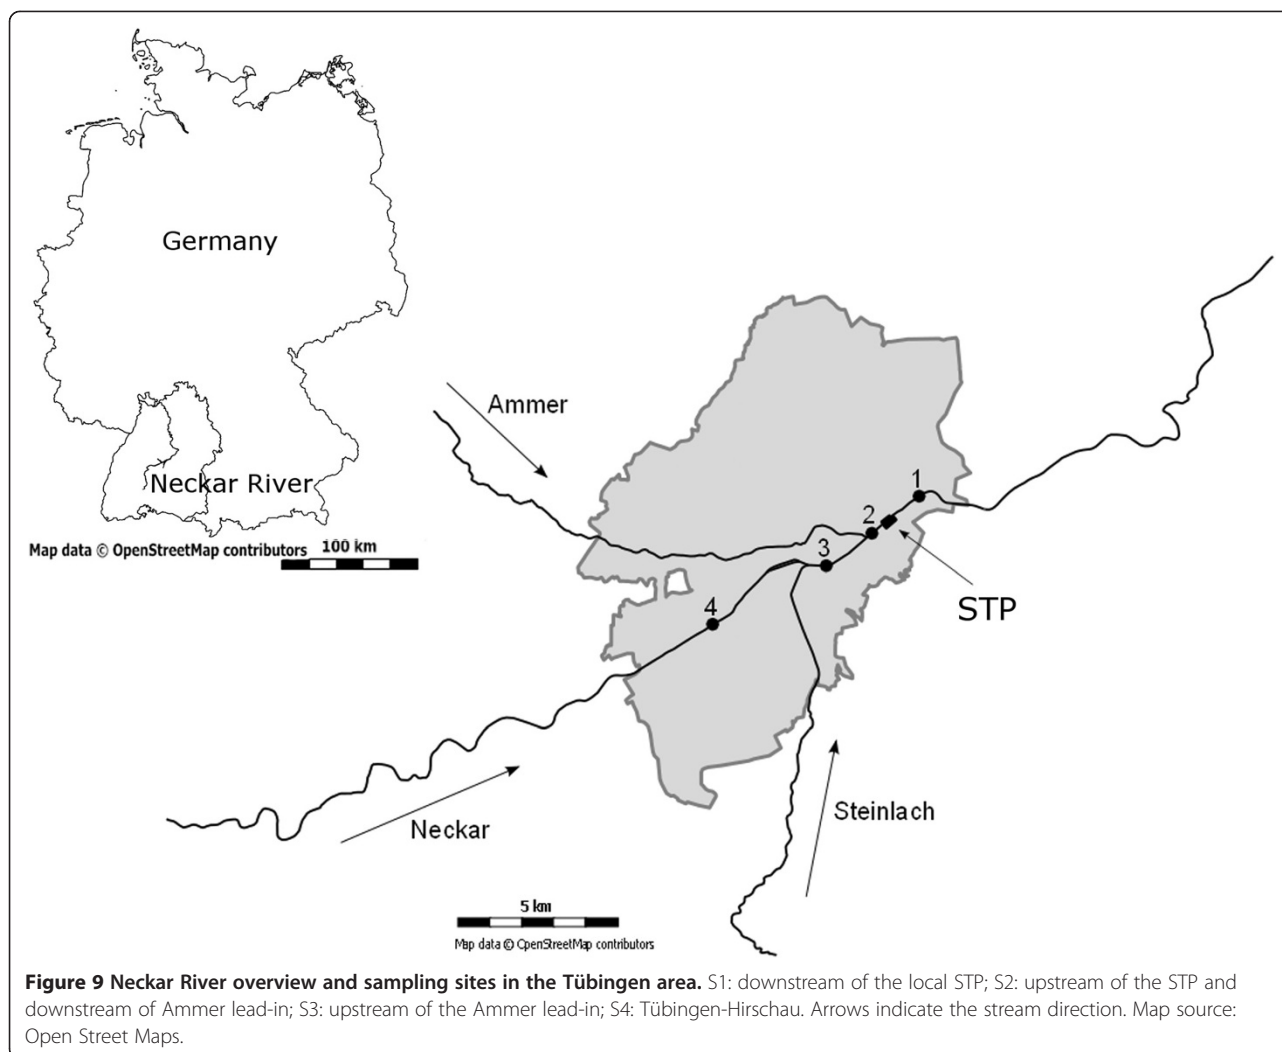 Germany
Neckar River
Map data © OpenStreetMap contributors
100 km
Ammer
1
2
3
STP
4
Neckar
Steinlach
5 km
Map data © OpenStreetMap contributors
Figure 9 Neckar River overview and sampling sites in the Tübingen area. S1: downstream of the local STP; S2: upstream of the STP and
downstream of Ammer lead-in; S3: upstream of the Ammer lead-in; S4: Tübingen-Hirschau. Arrows indicate the stream direction. Map source:
Open Street Maps.